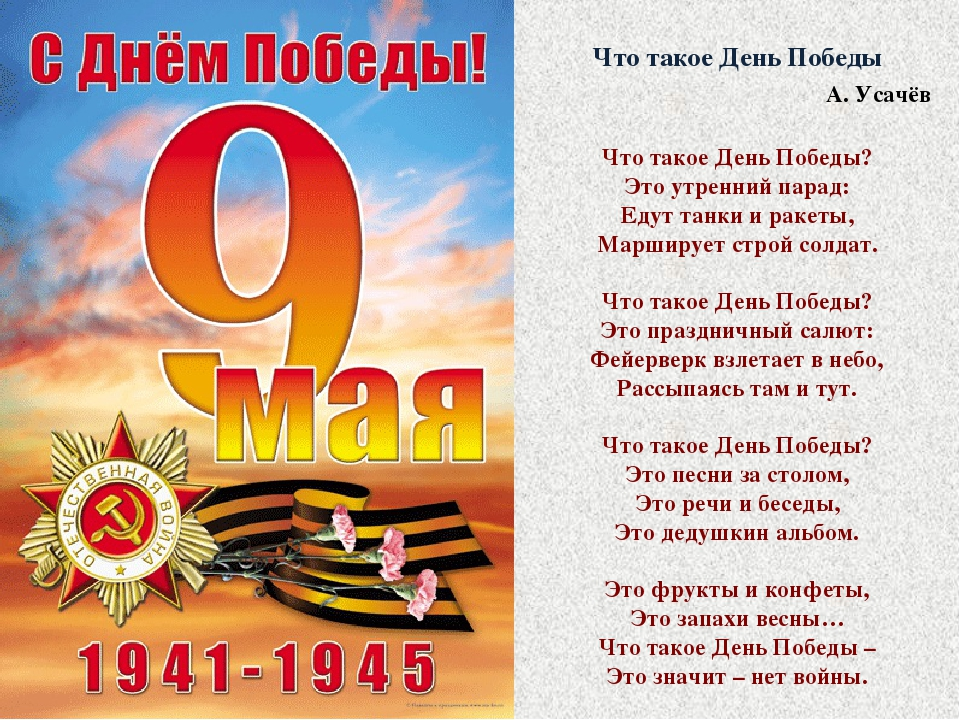 С Днём Победы!
9
мая
ОТЕЧЕСТВЕННАЯ ВОЙНА
1941-1945
Что такое День Победы
А. Усачёв
Что такое День Победы?
Это утренний парад:
Едут танки и ракеты,
Марширует строй солдат.
Что такое День Победы?
Это праздничный салют:
Фейерверк взлетает в небо,
Рассыпаясь там и тут.
Что такое День Победы?
Это песни за столом,
Это речи и беседы,
Это дедушкин альбом.
Это фрукты и конфеты,
Это запахи весны…
Что такое День Победы –
Это значит – нет войны.